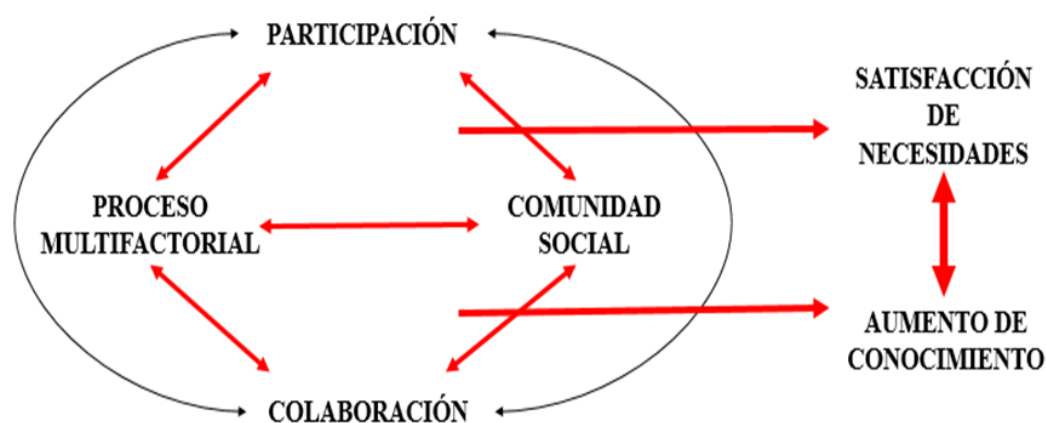 PARTICIPACIÓN
PROCESO
MULTIFACTORIAL
COMUNIDAD
SOCIAL
COLABORACIÓN
SATISFACCIÓN
DE
NECESIDADES
AUMENTO DE
CONOCIMIENTO